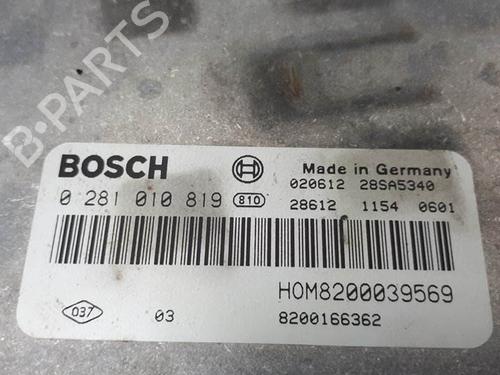 B-PARTS
BOSCH
Made in Germany
0 281 010 819 810
020612 28SA5340
28612 1154 0601
HOM8200039569
037 03 8200166362